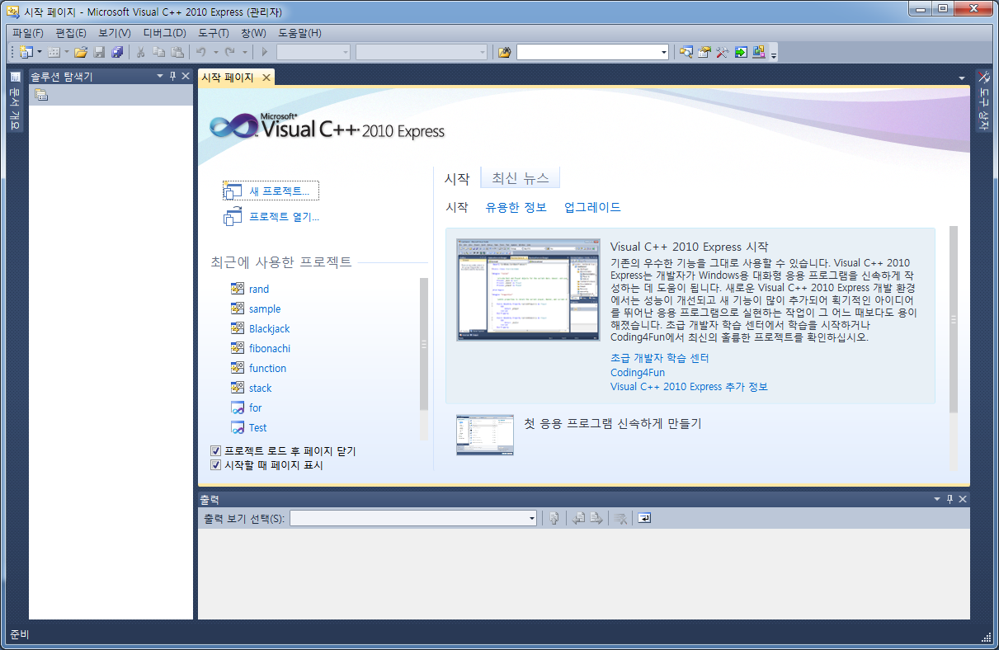 시작 페이지 - Microsoft Visual C++ 2010 Express (관리자)
파일(F) 편집(E) 보기(V) 디버그(D) 도구(T) 창(W) 도움말(H)
문서 개요
솔루션 탐색기
시작 페이지
도구 상자
Microsoft®
Visual C++ 2010 Express
새 프로젝트...
프로젝트 열기...
최근에 사용한 프로젝트
rand
sample
Blackjack
fibonachi
function
stack
for
Test
프로젝트 로드 후 페이지 닫기
시작할 때 페이지 표시
시작 최신 뉴스
시작 유용한 정보 업그레이드
Visual C++ 2010 Express 시작
기존의 우수한 기능을 그대로 사용할 수 있습니다. Visual C++ 2010
Express는 개발자가 Windows용 대화형 응용 프로그램을 신속하게 작
성하는 데 도움이 됩니다. 새로운 Visual C++ 2010 Express 개발 환경
에서는 성능이 개선되고 새 기능이 많이 추가되어 획기적인 아이디어
를 뛰어난 응용 프로그램으로 실현하는 작업이 그 어느 때보다도 용이
해졌습니다. 초급 개발자 학습 센터에서 학습을 시작하거나
Coding4Fun에서 최신의 훌륭한 프로젝트를 확인하십시오.
초급 개발자 학습 센터
Coding4Fun
Visual C++ 2010 Express 추가 정보
첫 응용 프로그램 신속하게 만들기
출력
출력 보기 선택(S):
준비